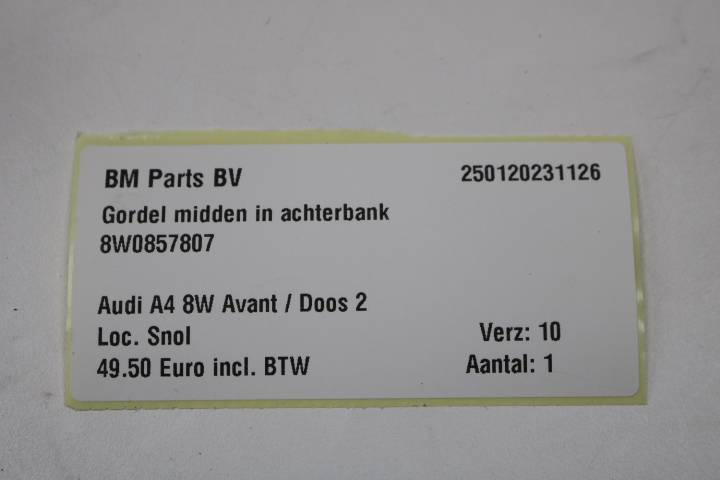 BM Parts BV 250120231126
Gordel midden in achterbank
8W0857807
Audi A4 8W Avant / Doos 2
Loc. Snol Verz: 10
49.50 Euro incl. BTW Aantal: 1